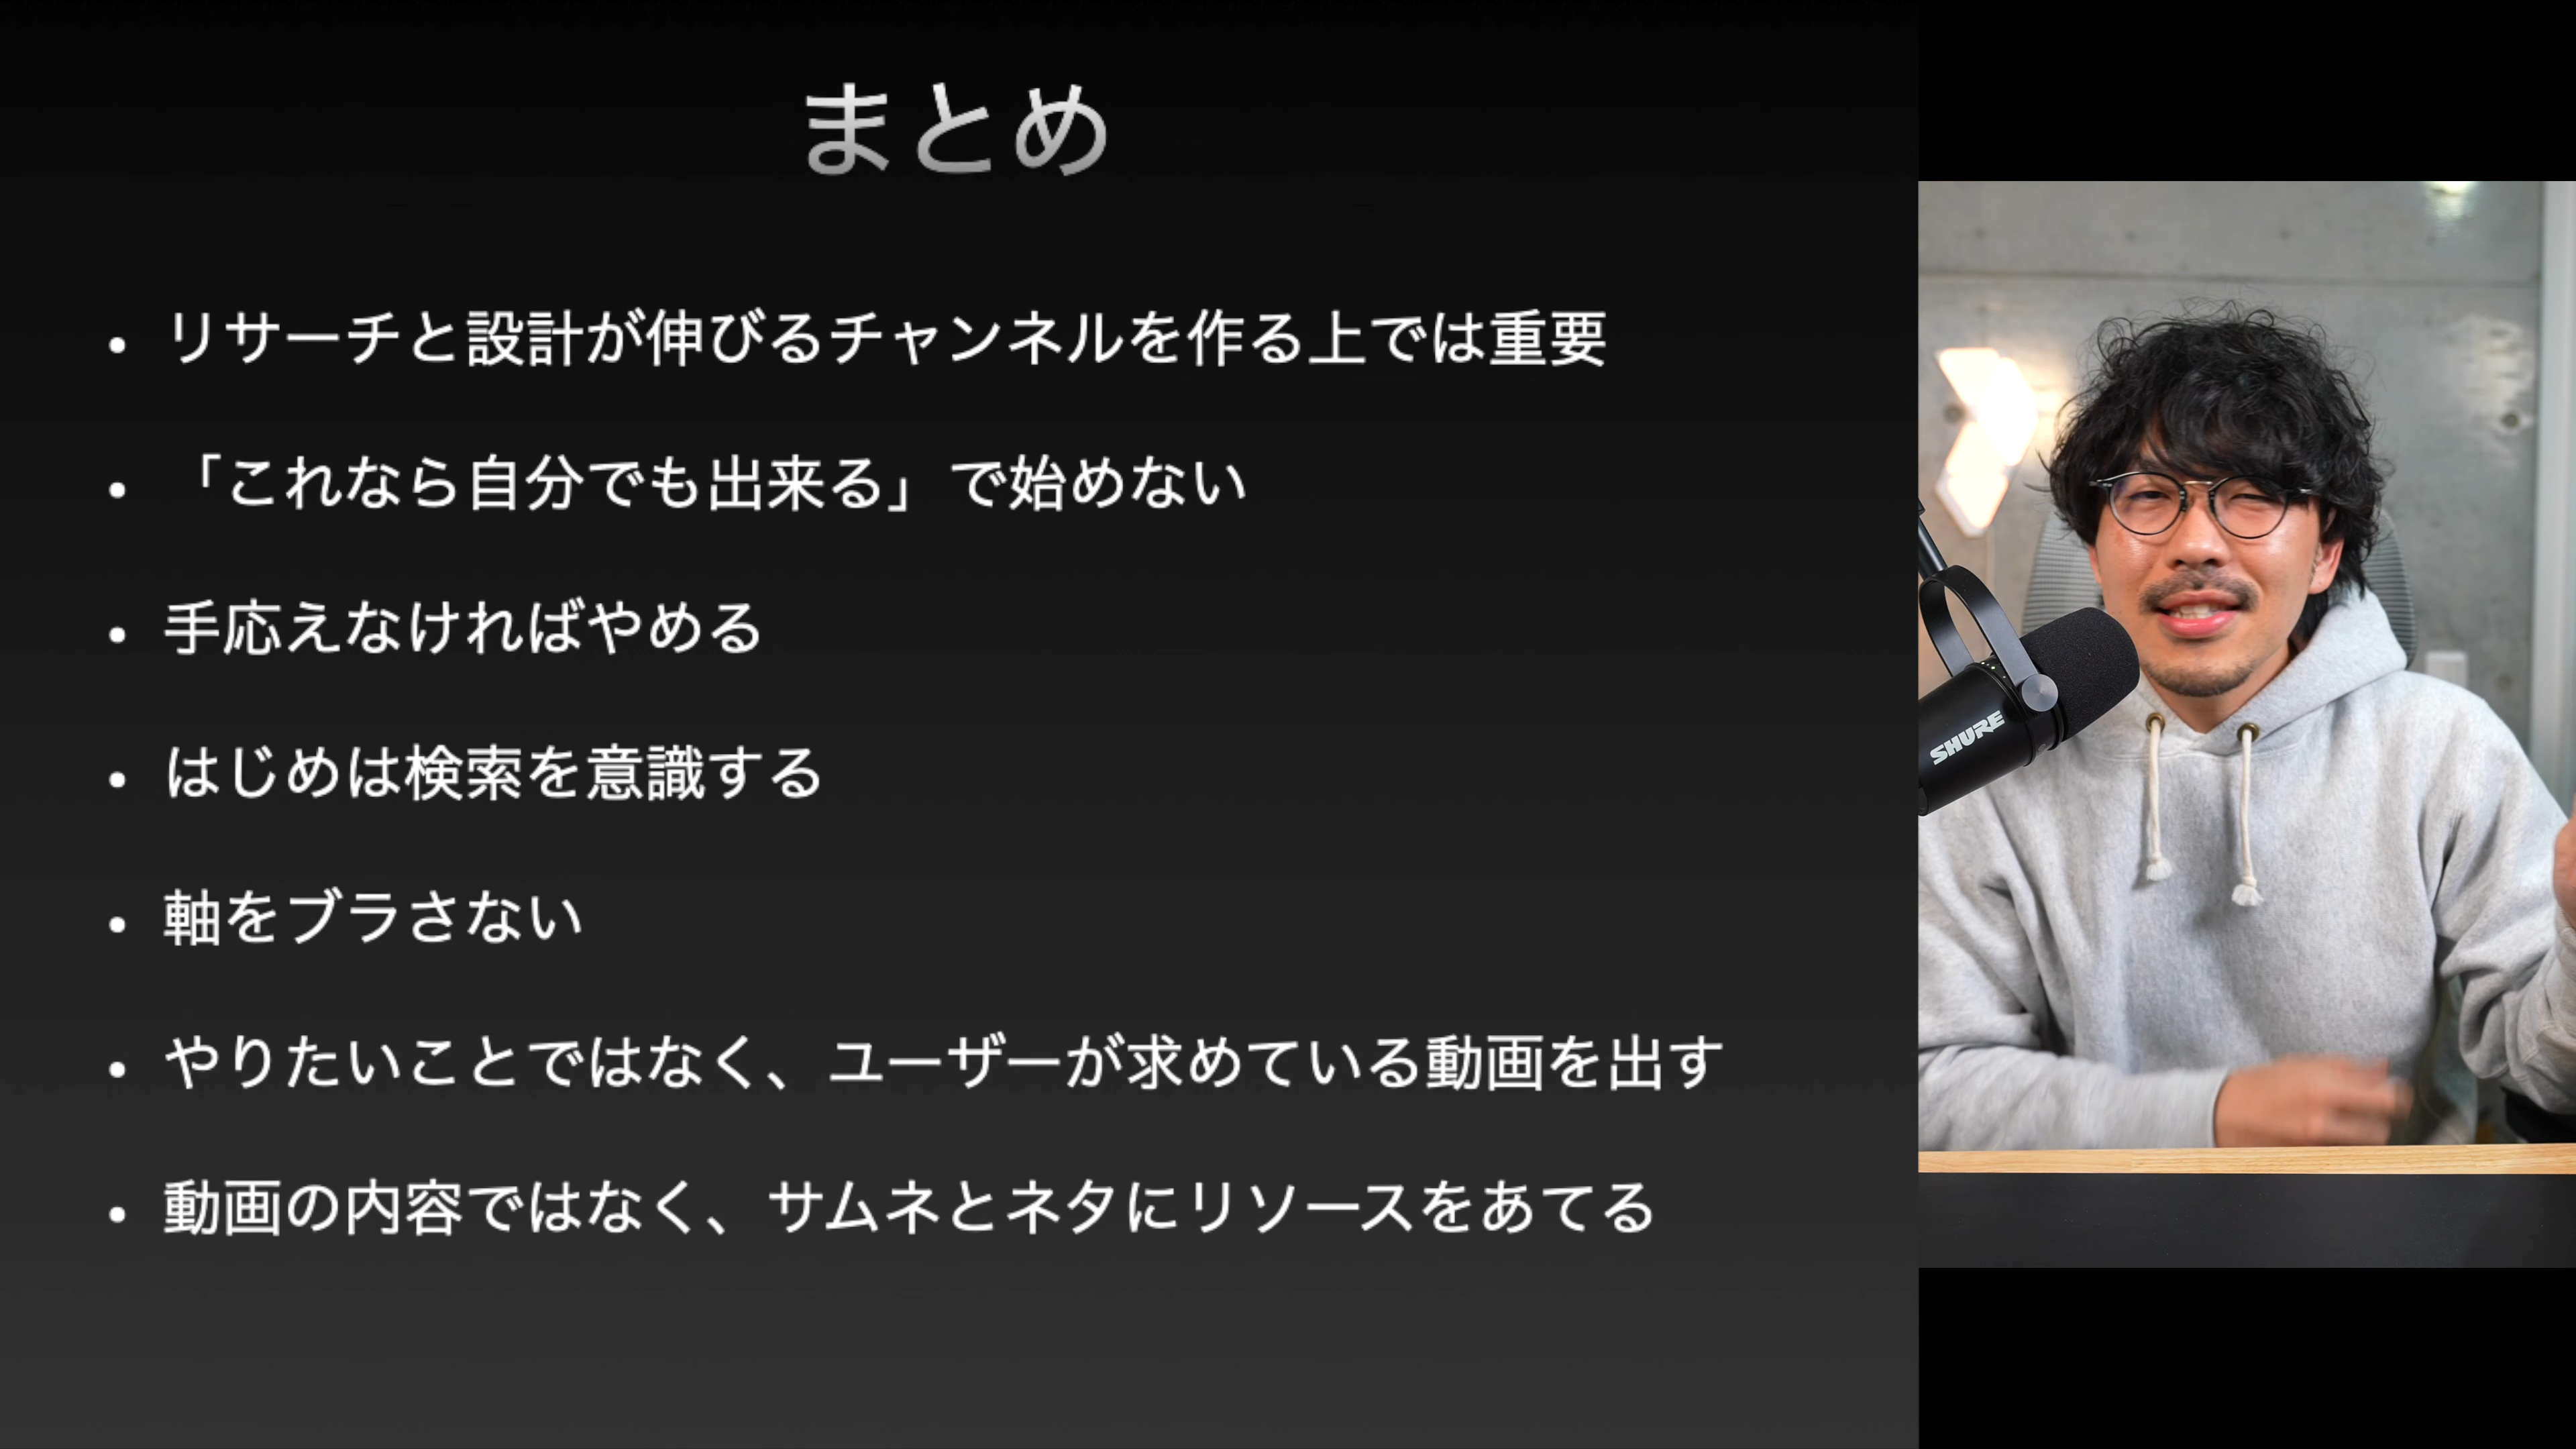 まとめ
• リサーチと設計が伸びるチャンネルを作る上では重要
• 「これなら自分でも出来る」で始めない
• 手応えなければやめる
• はじめは検索を意識する
• 軸をブラさない
• やりたいことではなく、ユーザーが求めている動画を出す
• 動画の内容ではなく、サムネとネタにリソースをあてる
SHURE